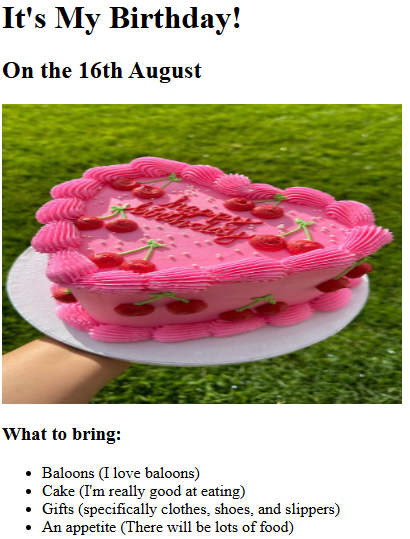 It's My Birthday!
On the 16th August
happy
birthday
What to bring:
Baloons (I love baloons)
Cake (I'm really good at eating)
Gifts (specifically clothes, shoes, and slippers)
An appetite (There will be lots of food)